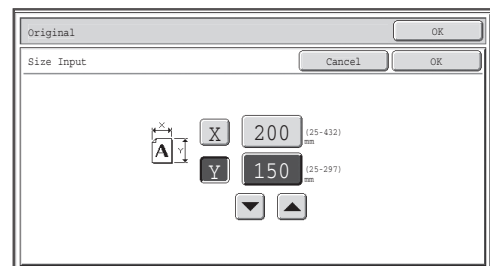 Original OK
Size Input Cancel OK
X
A Y
X 200 (25-432)
mm
Y 150 (25-297)
mm